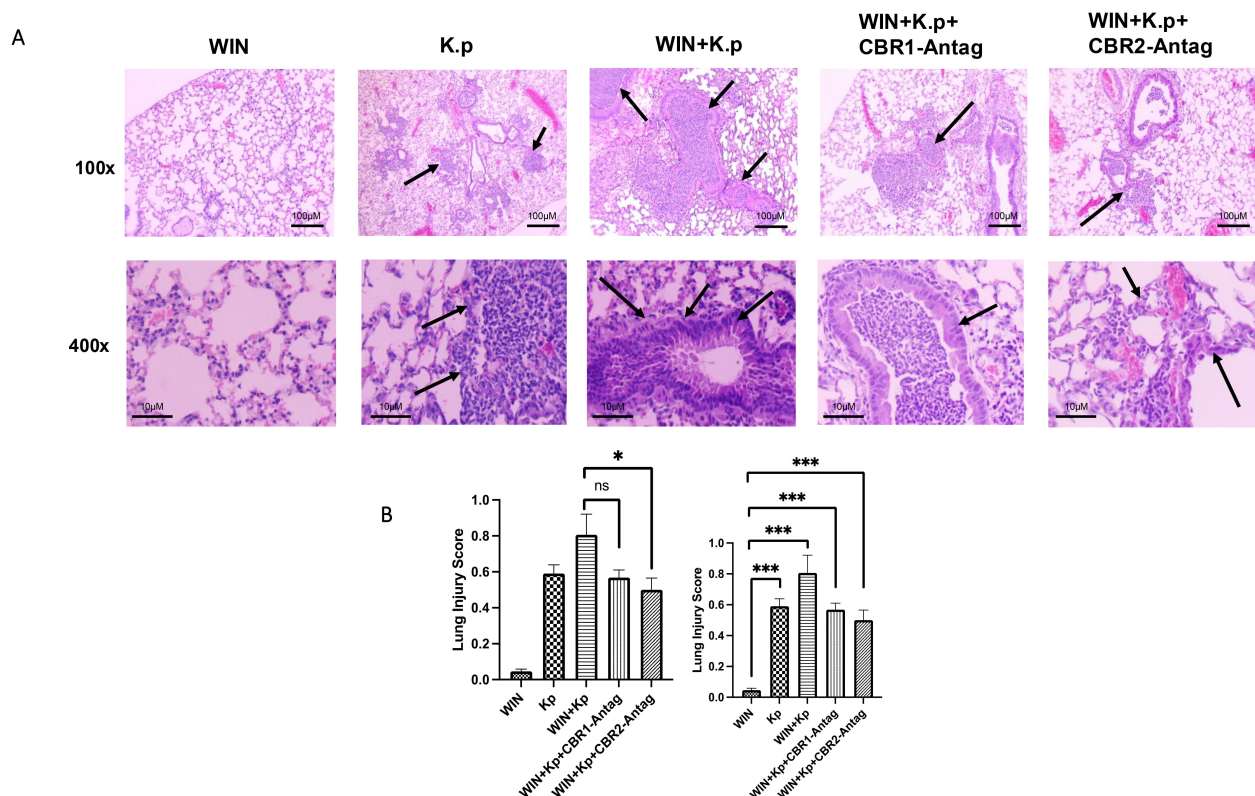 A
WIN
K.p
WIN+K.p
WIN+K.p+
CBR1-Antag
WIN+K.p+
CBR2-Antag
100x
100µM
100µM
100µM
100µM
100µM
400x
10µM
10µM
10µM
10µM
10µM
B
*
ns
Lung Injury Score
1.0
0.8
0.6
0.4
0.2
0.0
WIN
Kp
WIN+Kp
WIN+Kp+CBR1-Antag
WIN+Kp+CBR2-Antag
***
***
***
***
Lung Injury Score
1.0
0.8
0.6
0.4
0.2
0.0
WIN
Kp
WIN+Kp
WIN+Kp+CBR1-Antag
WIN+Kp+CBR2-Antag